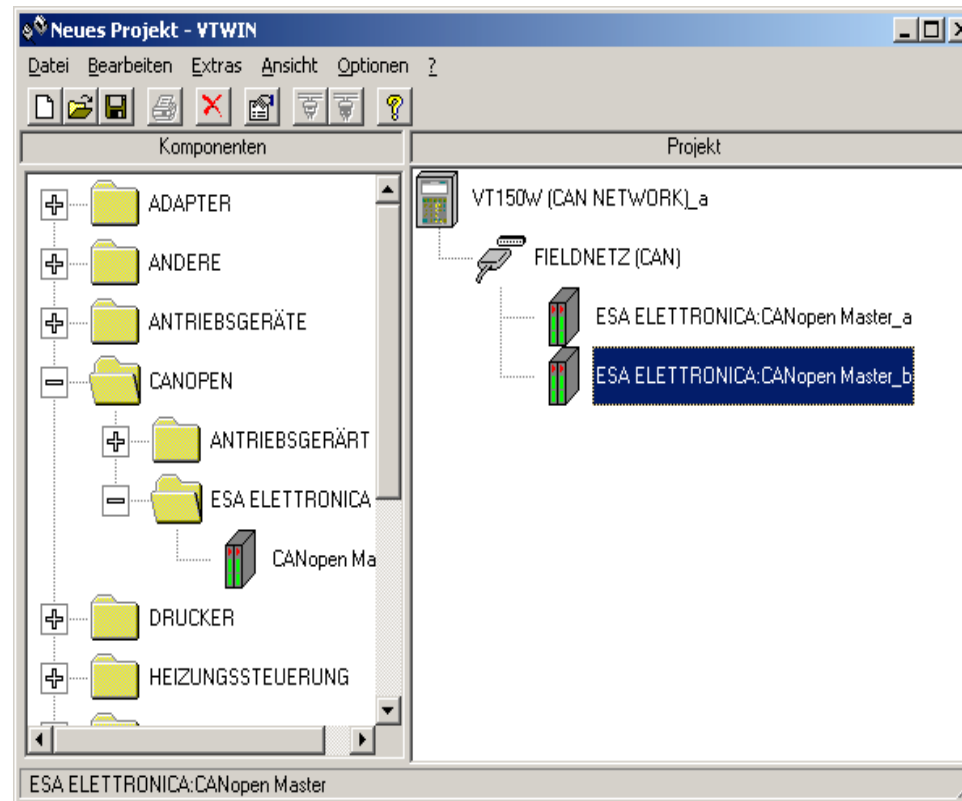 Neues Projekt - VTWIN
Datei Bearbeiten Extras Ansicht Optionen ?
Komponenten
Projekt
ADAPTER
ANDERE
ANTRIEBSGERÄTE
CANOPEN
ANTRIEBSGERÄRT
ESA ELETTRONICA
CANopen Ma
DRUCKER
HEIZUNGSSTEUERUNG
VT150W (CAN NETWORK)_a
FIELDNETZ (CAN)
ESA ELETTRONICA:CANopen Master_a
ESA ELETTRONICA:CANopen Master_b
ESA ELETTRONICA:CANopen Master